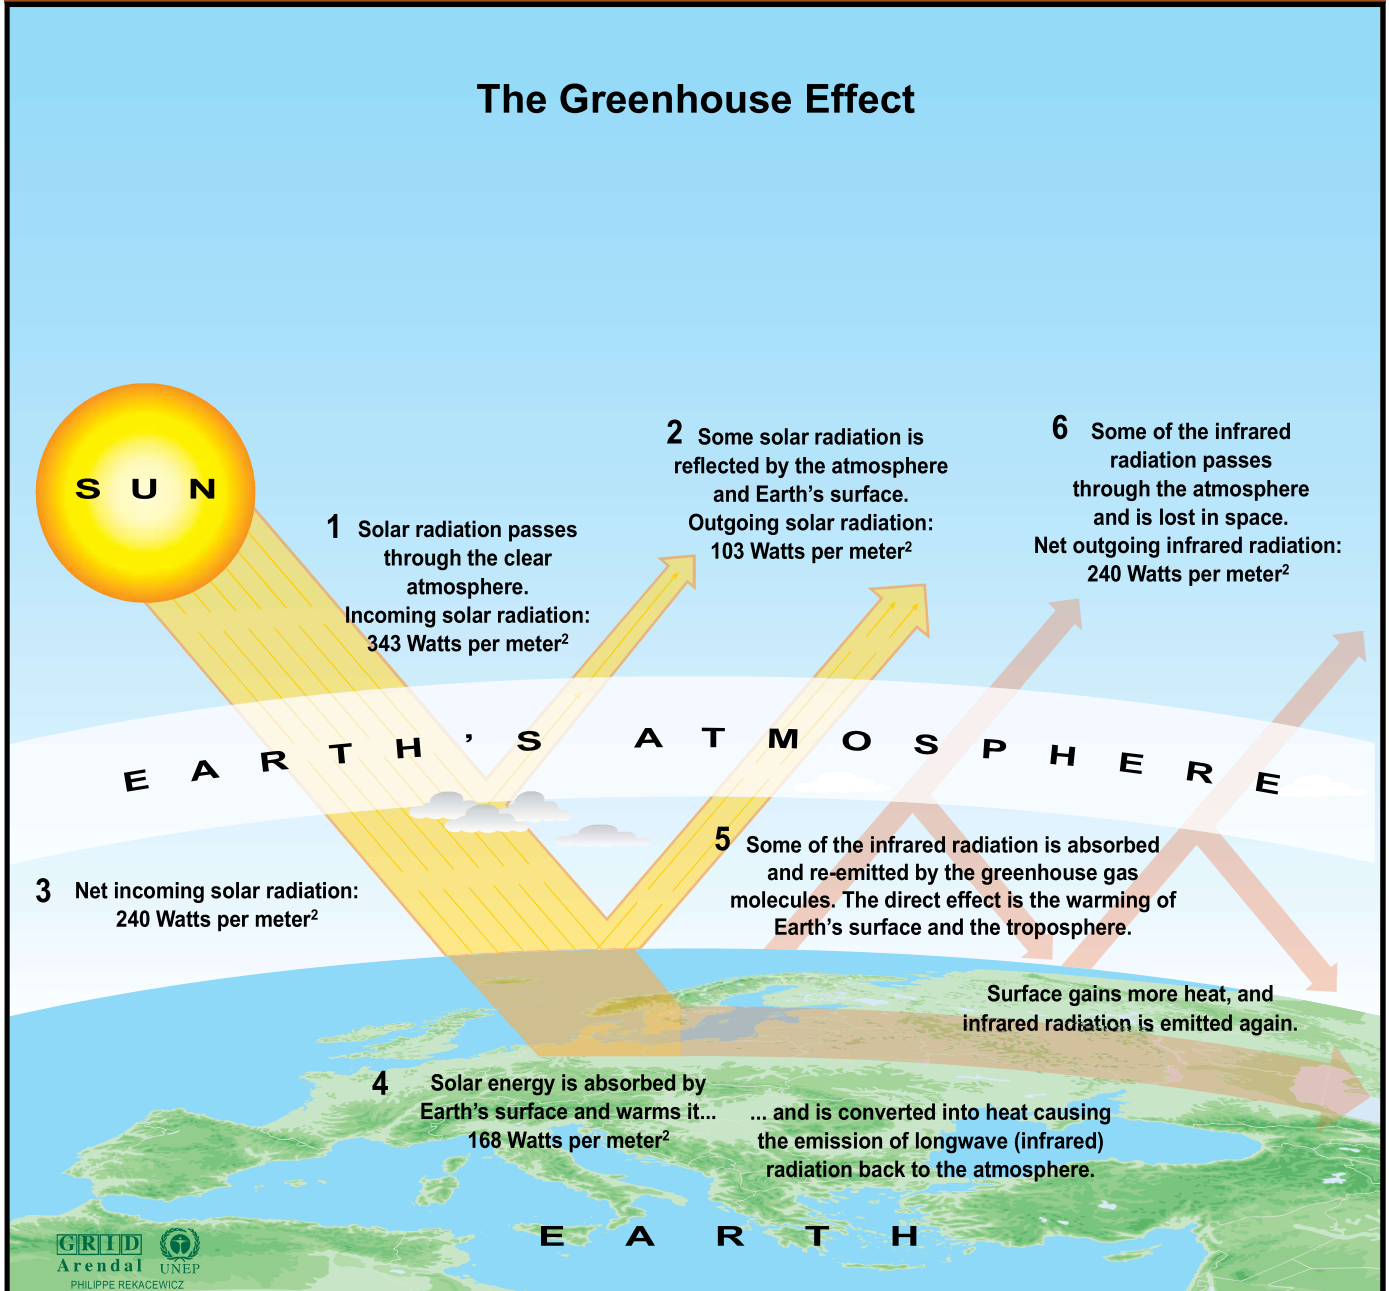 The Greenhouse Effect
S U N
1 Solar radiation passes
through the clear
atmosphere.
Incoming solar radiation:
343 Watts per meter²
2 Some solar radiation is
reflected by the atmosphere
and Earth’s surface.
Outgoing solar radiation:
103 Watts per meter²
6 Some of the infrared
radiation passes
through the atmosphere
and is lost in space.
Net outgoing infrared radiation:
240 Watts per meter²
E A R T H ’ S A T M O S P H E R E
3 Net incoming solar radiation:
240 Watts per meter²
5 Some of the infrared radiation is absorbed
and re-emitted by the greenhouse gas
molecules. The direct effect is the warming of
Earth’s surface and the troposphere.
Surface gains more heat, and
infrared radiation is emitted again.
4 Solar energy is absorbed by
Earth’s surface and warms it...
168 Watts per meter²
... and is converted into heat causing
the emission of longwave (infrared)
radiation back to the atmosphere.
E A R T H
GRID
Arendal
UNEP
PHILIPPE REKACEWICZ